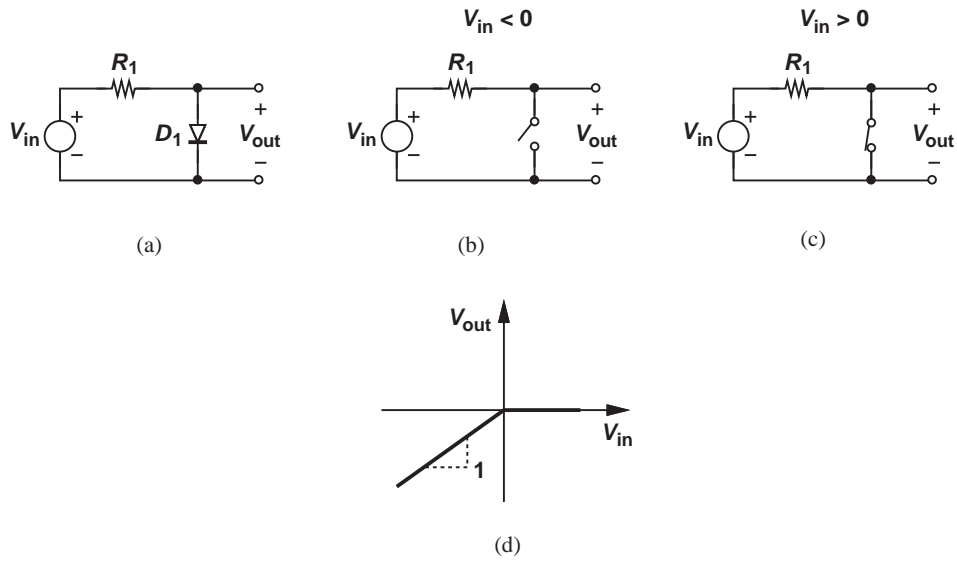 V_in < 0
V_in > 0
R_1
R_1
R_1
V_in
+
−
D_1
+
V_out
−
V_in
+
−
+
V_out
−
V_in
+
−
+
V_out
−
(a)
(b)
(c)
V_out
V_in
1
(d)